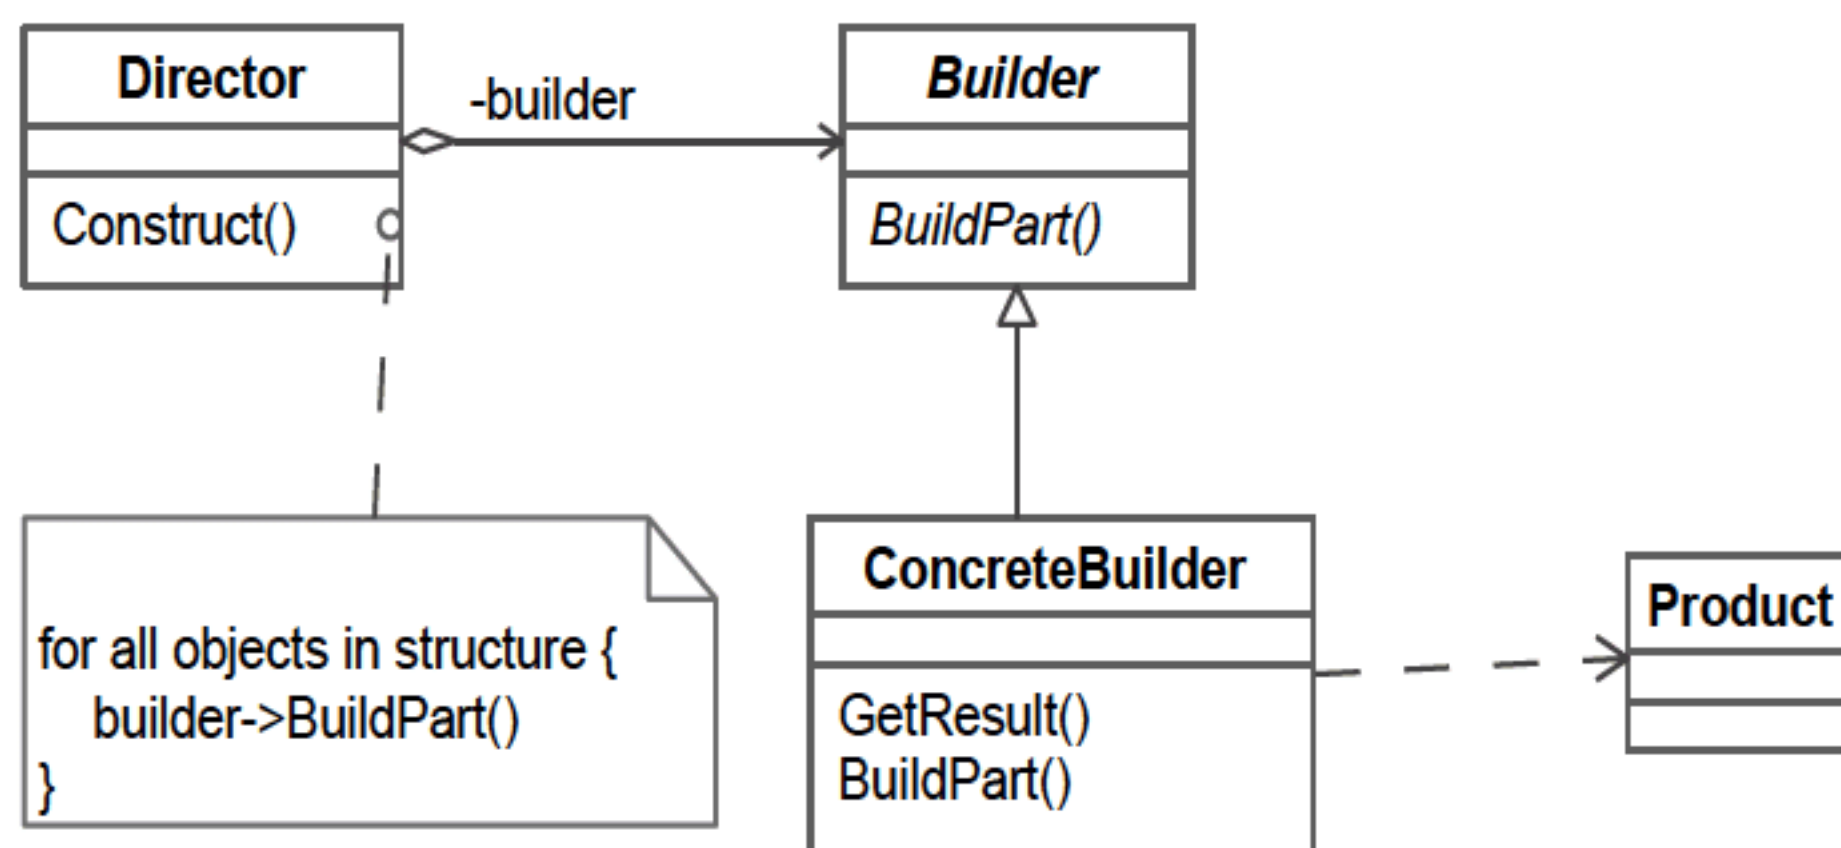 Director
-builder
Builder
Construct()
BuildPart()
for all objects in structure {
builder->BuildPart()
}
ConcreteBuilder
GetResult()
BuildPart()
Product